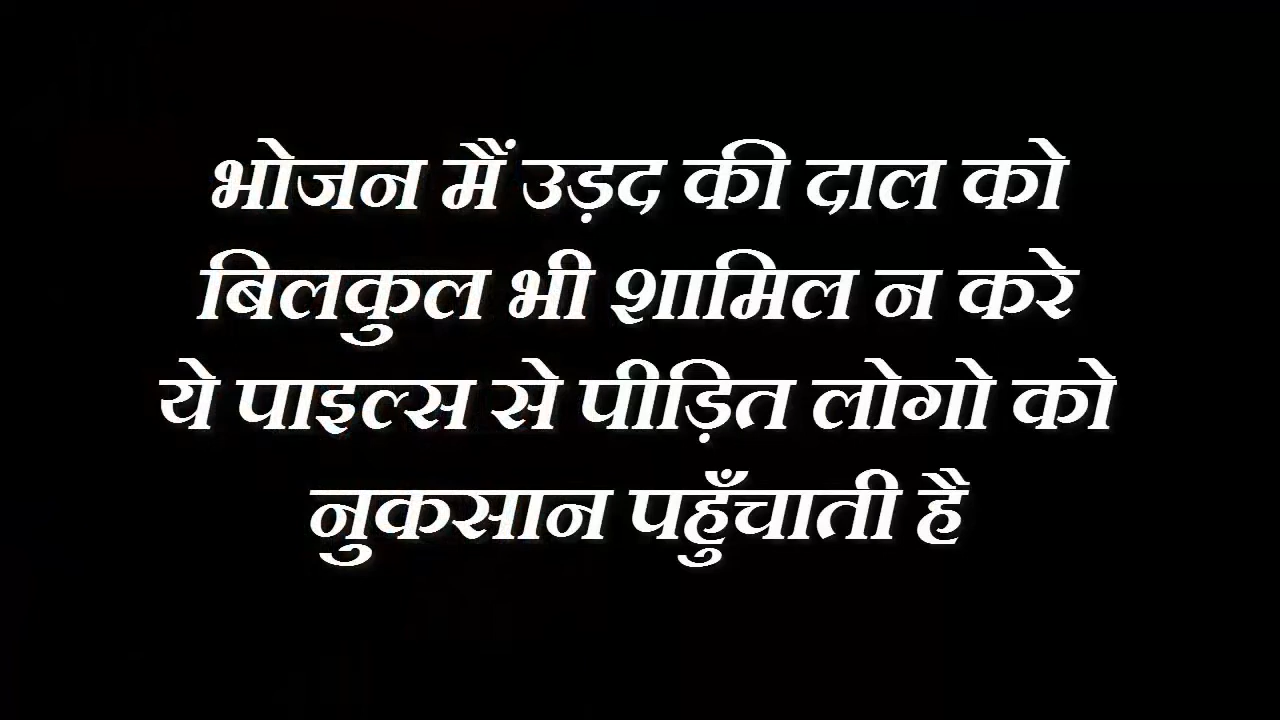 भोजन मैं उड़द की दाल को
बिलकुल भी शामिल न करे
ये पाइल्स से पीड़ित लोगो को
नुकसान पहुँचाती है